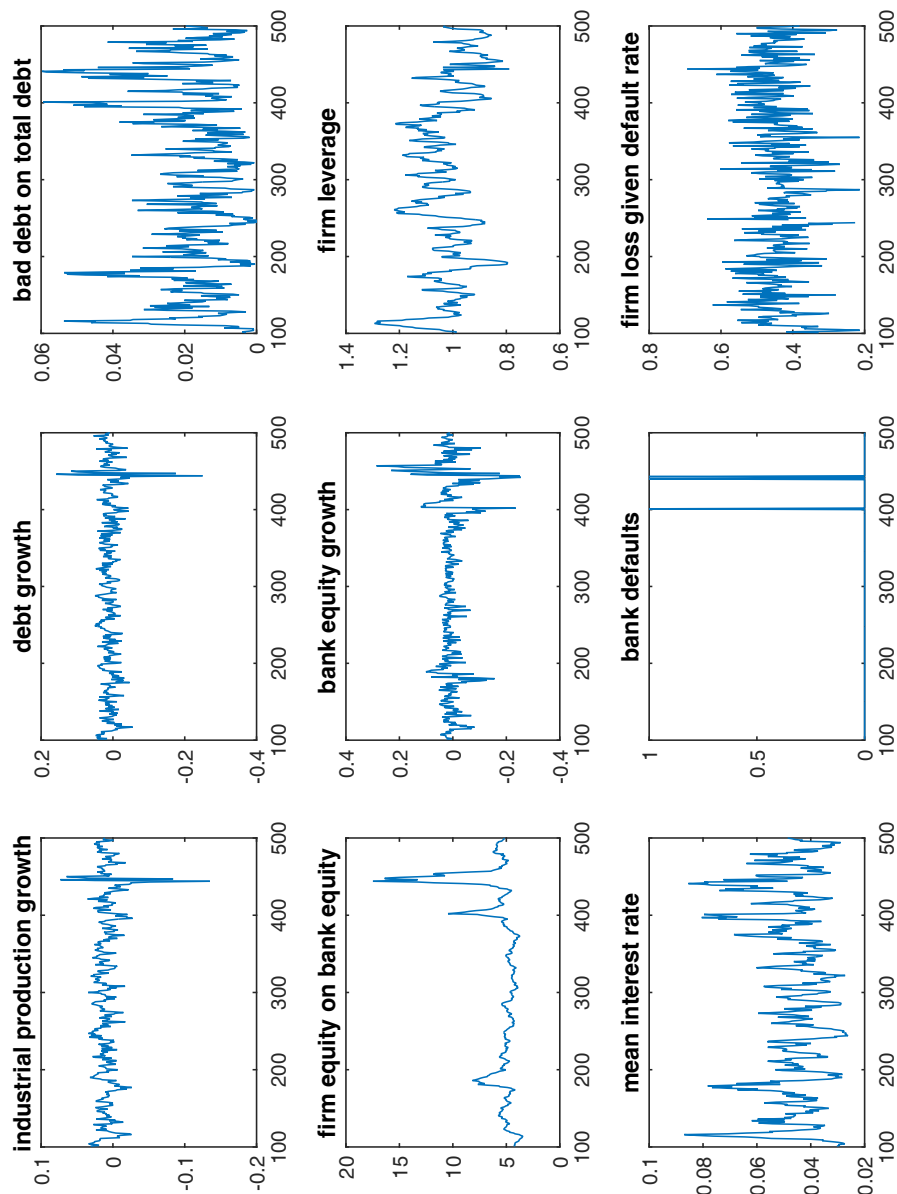 industrial production growth
0.1
0
-0.1
-0.2
100 200 300 400 500
debt growth
0.2
0
-0.2
-0.4
100 200 300 400 500
bad debt on total debt
0.06
0.04
0.02
0
100 200 300 400 500
firm equity on bank equity
20
15
10
5
0
100 200 300 400 500
bank equity growth
0.4
0.2
0
-0.2
-0.4
100 200 300 400 500
firm leverage
1.4
1.2
1
0.8
0.6
100 200 300 400 500
mean interest rate
0.1
0.08
0.06
0.04
0.02
100 200 300 400 500
bank defaults
1
0.5
0
100 200 300 400 500
firm loss given default rate
0.8
0.6
0.4
0.2
100 200 300 400 500